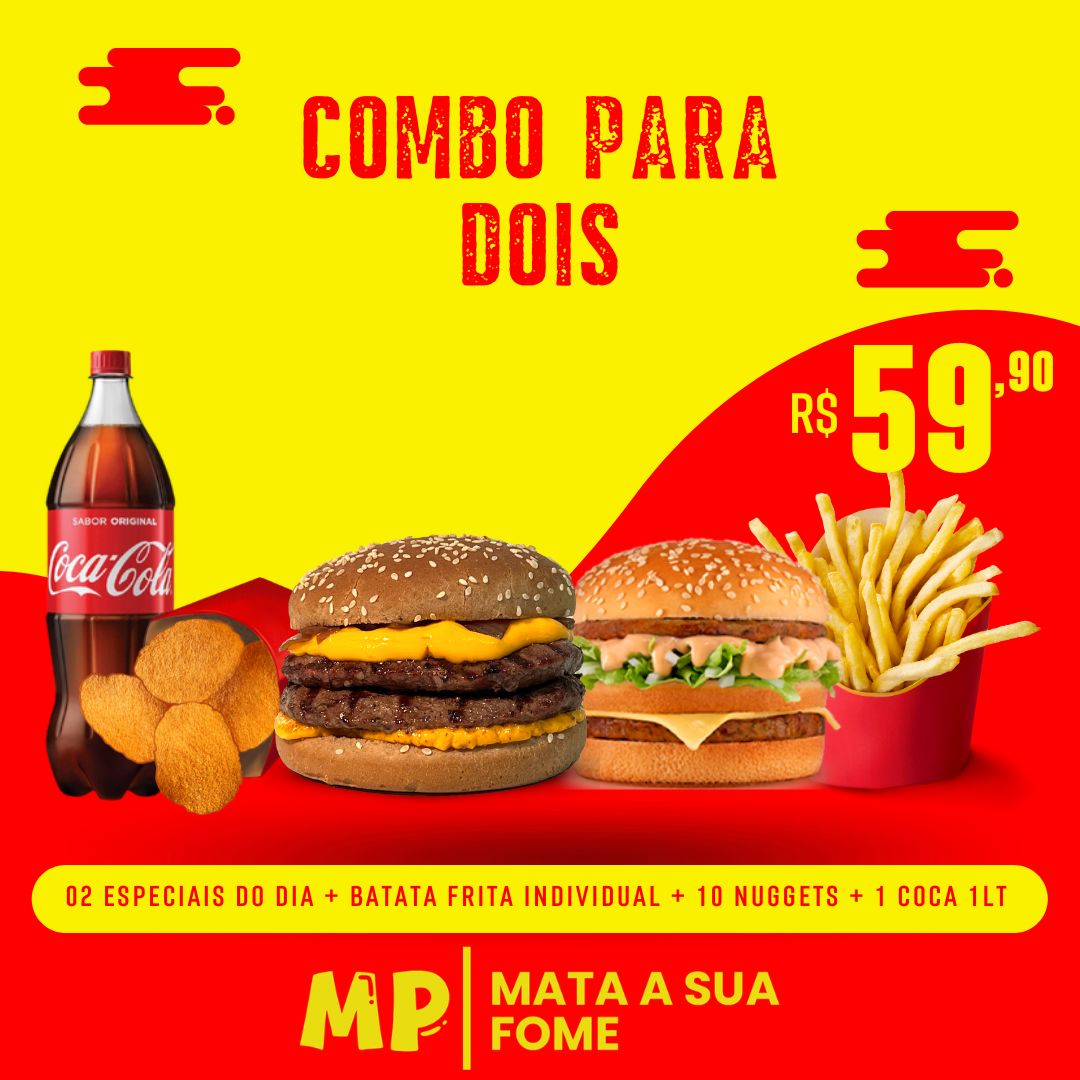 COMBO PARA
DOIS
R$ 59,90
SABOR ORIGINAL
Coca-Cola
02 ESPECIAIS DO DIA + BATATA FRITA INDIVIDUAL + 10 NUGGETS + 1 COCA 1LT
MP
MATA A SUA
FOME